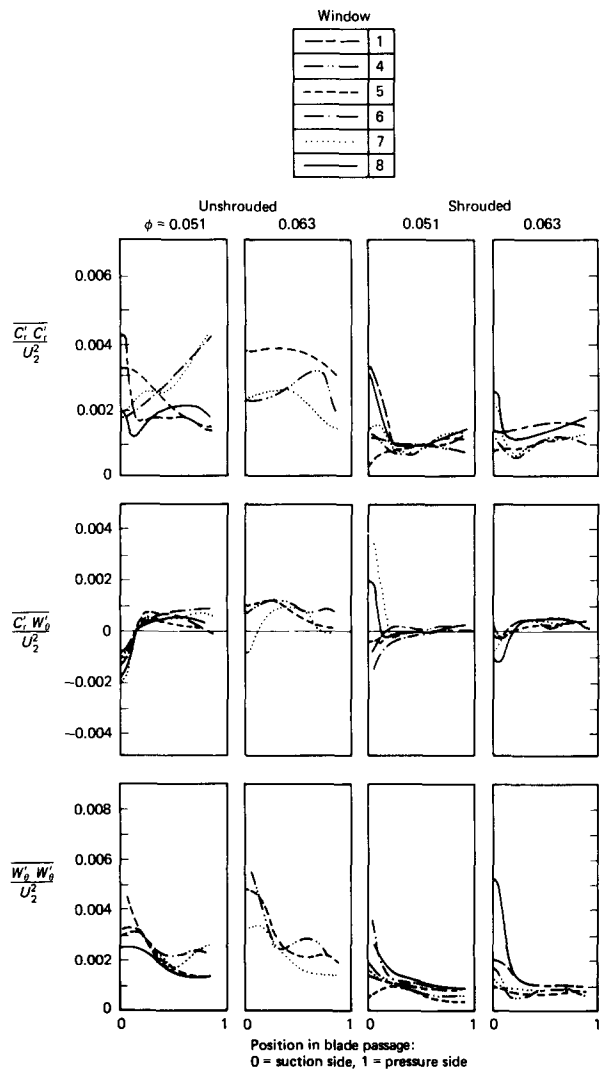 Window
1
4
5
6
7
8
Unshrouded Shrouded
ϕ = 0.051 0.063 0.051 0.063
C′r C′r / U₂²
0.006
0.004
0.002
0
C′r W′θ / U₂²
0.004
0.002
0
−0.002
−0.004
W′θ W′θ / U₂²
0.008
0.006
0.004
0.002
0
0 1 0 1 0 1 0 1
Position in blade passage:
0 = suction side, 1 = pressure side